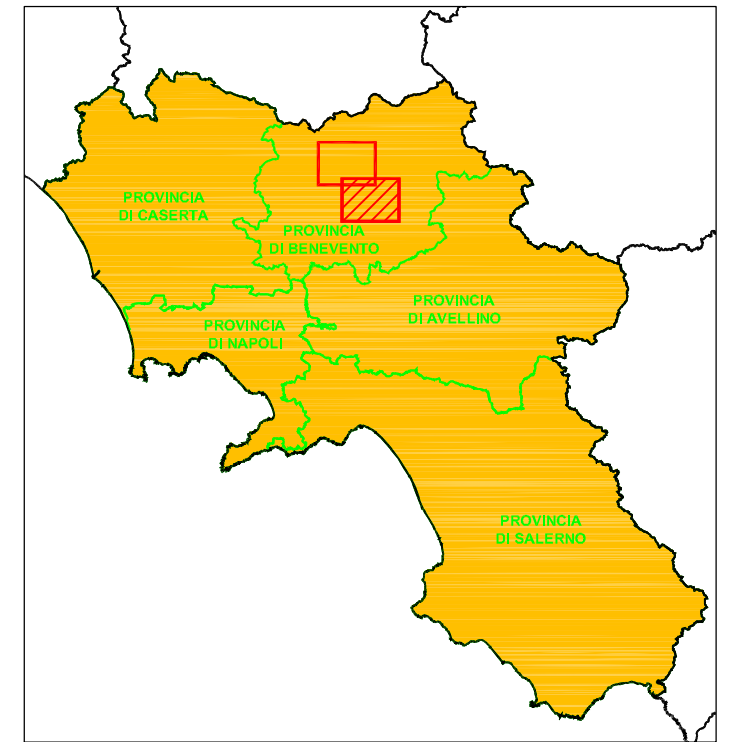 PROVINCIA
DI CASERTA
PROVINCIA
DI BENEVENTO
PROVINCIA
DI AVELLINO
PROVINCIA
DI NAPOLI
PROVINCIA
DI SALERNO